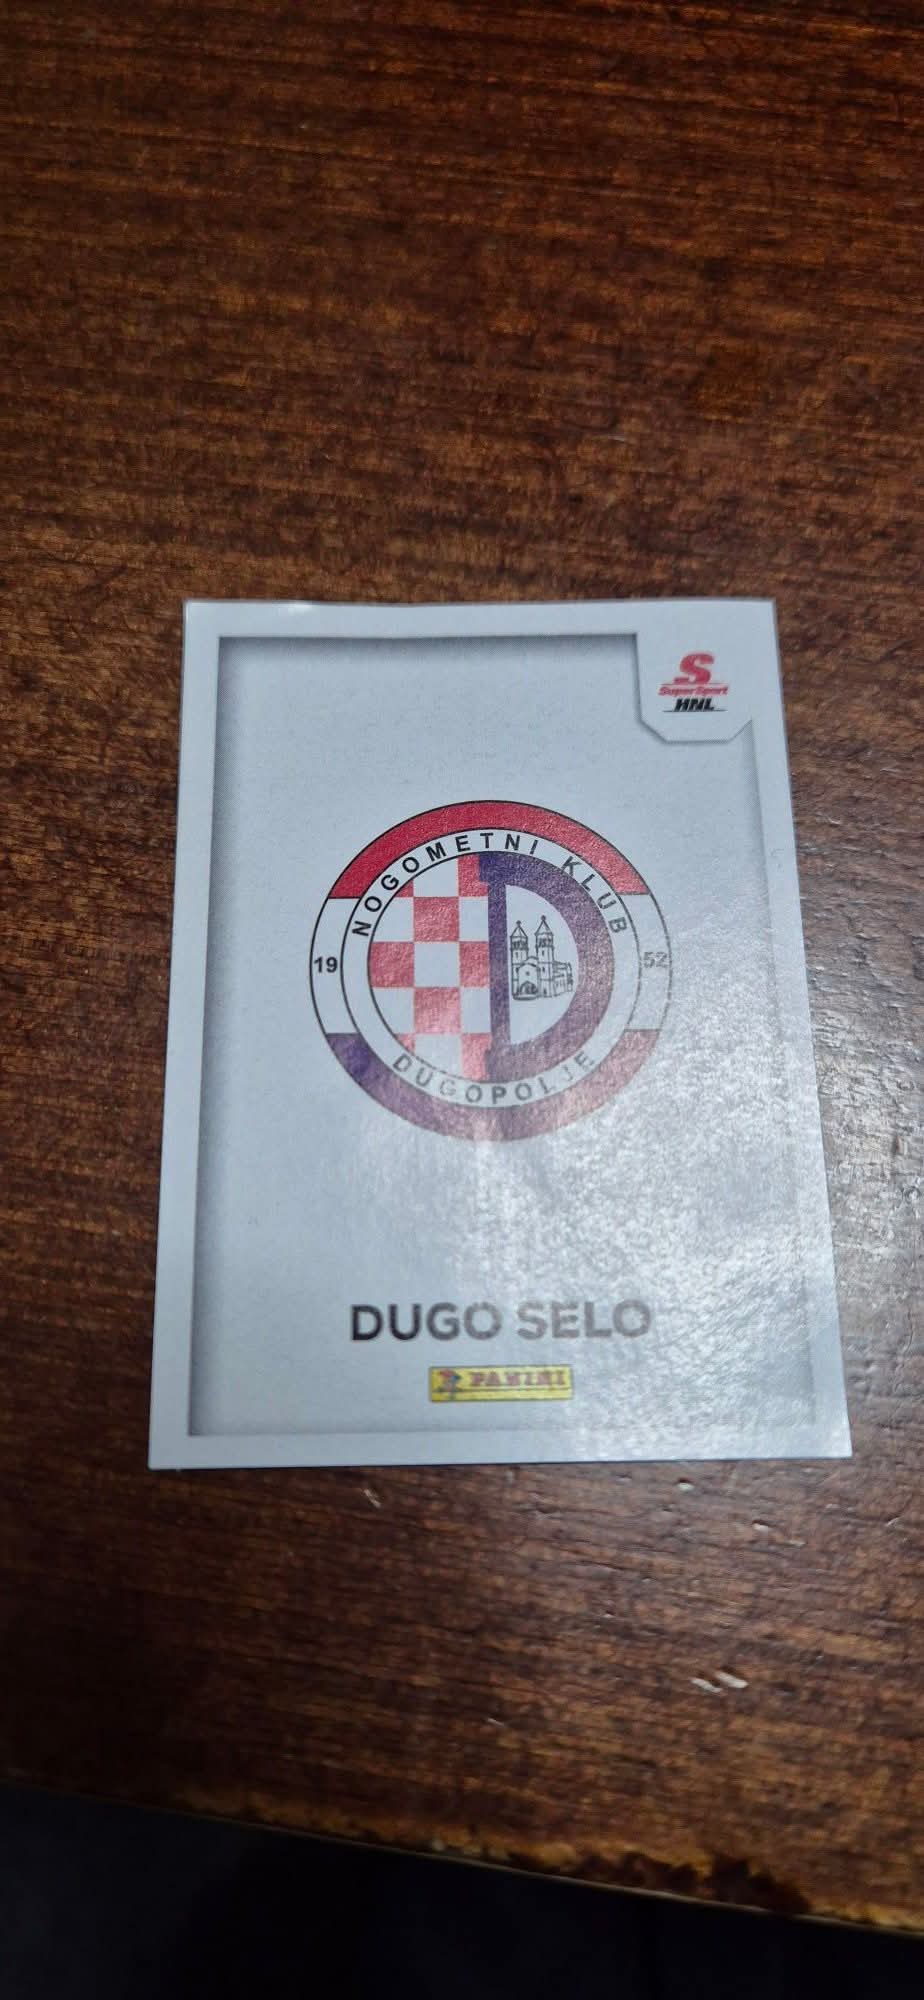 S
SuperSport
HNL
NOGOMETNI KLUB
19 52
DUGOPOLJE
DUGO SELO
PANINI